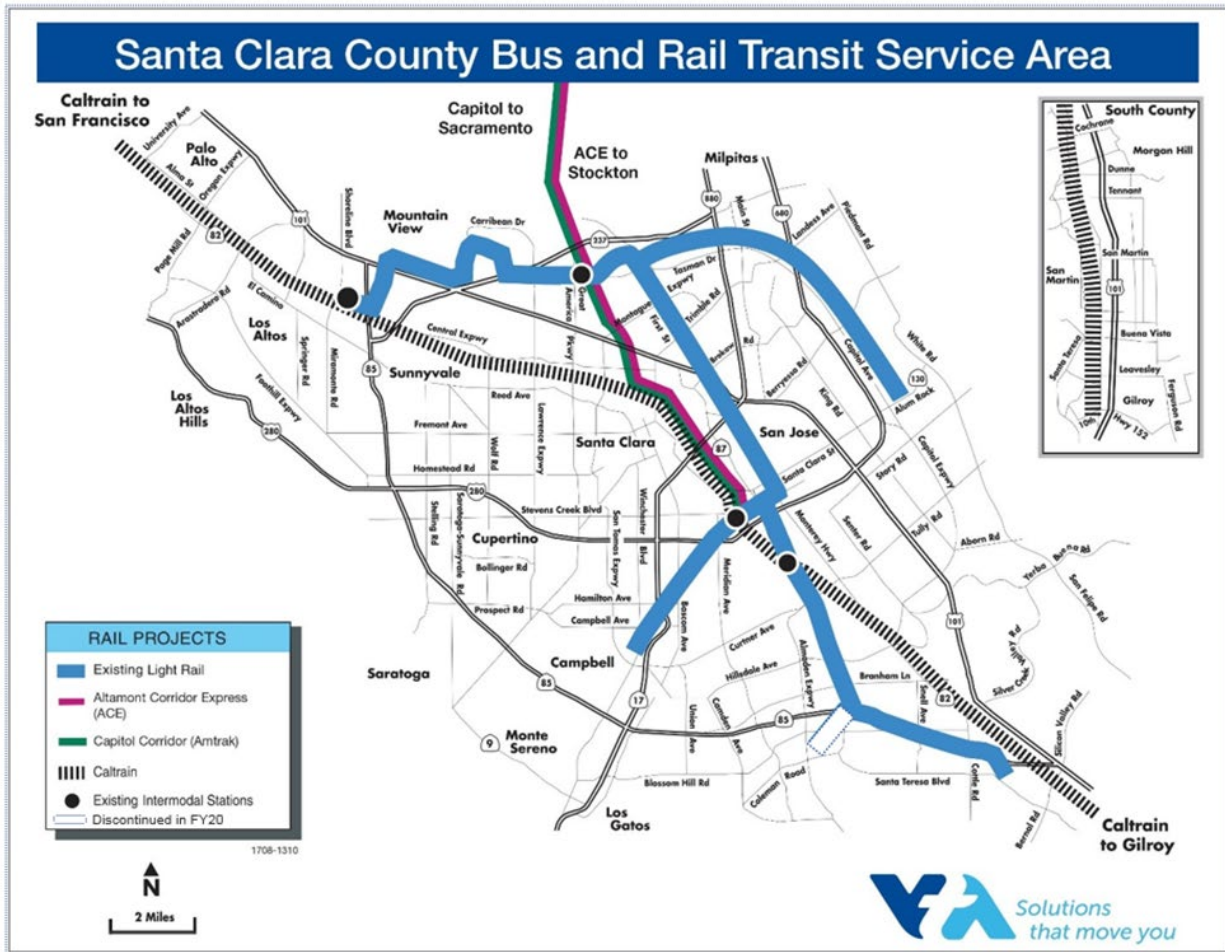 Santa Clara County Bus and Rail Transit Service Area
Caltrain to
San Francisco
Capitol to
Sacramento
ACE to
Stockton
Milpitas
University Ave
Palo
Alto
Alma St
Oregon Expwy
Page Mill Rd
82
101
Shoreline Blvd
Mountain
View
Carribean Dr
237
880
Main St
680
Landess Ave
Piedmont Rd
Tasman Dr
Expwy
Montague
Trimble Rd
First St
Great
America
Pkwy
Brokaw Rd
Berryessa Rd
Capitol Ave
White Rd
130
Alum Rock
King Rd
Arastradero Rd
El Camino
Los
Altos
Springer Rd
Miramonte Rd
85
Central Expwy
Sunnyvale
Reed Ave
Los
Altos
Hills
Foothill Expwy
280
Fremont Ave
Wolf Rd
Lawrence Expwy
Santa Clara
87
San Jose
Santa Clara St
Story Rd
Capitol Expwy
Homestead Rd
280
Stevens Creek Blvd
Stelling Rd
Saratoga-Sunnyvale Rd
Cupertino
San Tomas Expwy
Winchester Blvd
Monterey Hwy
Senter Rd
Tully Rd
Aborn Rd
Yerba Buena Rd
San Felipe Rd
Bollinger Rd
Prospect Rd
Hamilton Ave
Campbell Ave
Bascom Ave
Meridian Ave
Curtner Ave
Hillsdale Ave
Almaden Expwy
101
Silver Creek Valley Rd
Saratoga
Campbell
85
17
Union Ave
Camden Ave
85
Branham Ln
Snell Ave
82
Silicon Valley Rd
9
Monte
Sereno
Blossom Hill Rd
Coleman Road
Santa Teresa Blvd
Cottle Rd
Bernal Rd
Los
Gatos
Caltrain
to Gilroy
South County
Cochrane
Morgan Hill
Dunne
Tennant
San Martin
San
Martin
101
Buena Vista
Santa Teresa
Leavesley
Gilroy
Ferguson Rd
10th
Hwy 152
RAIL PROJECTS
Existing Light Rail
Altamont Corridor Express
(ACE)
Capitol Corridor (Amtrak)
Caltrain
Existing Intermodal Stations
Discontinued in FY20
1708-1310
N
2 Miles
VTA
Solutions
that move you